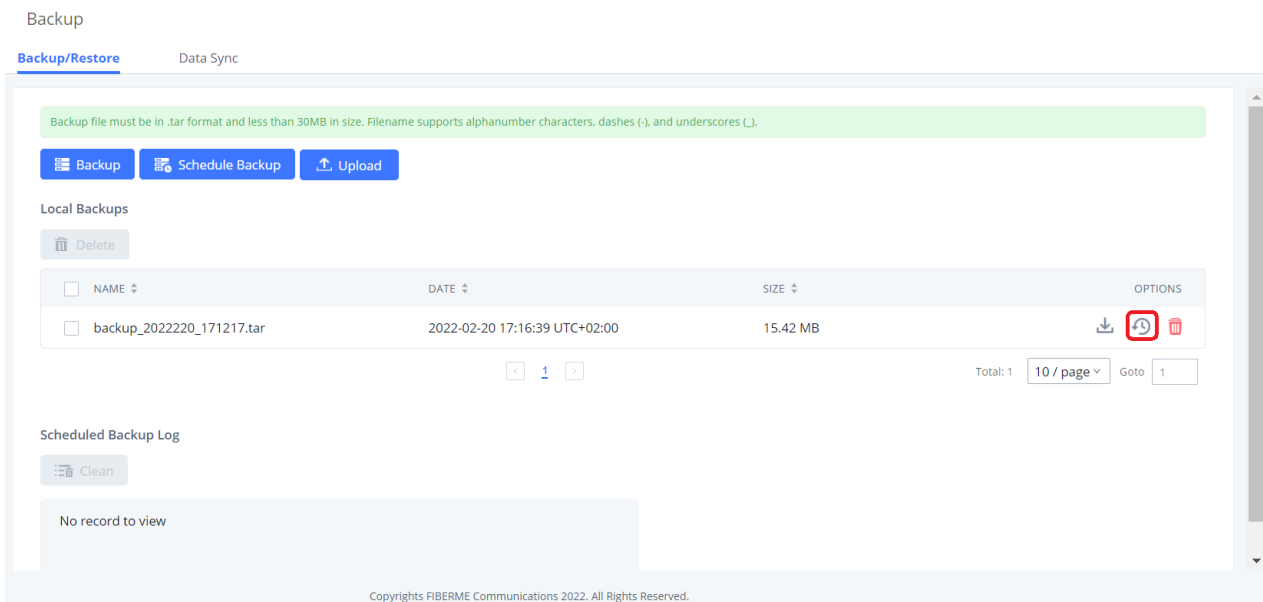 Backup
Backup/Restore Data Sync
Backup file must be in .tar format and less than 30MB in size. Filename supports alphanumber characters, dashes (-), and underscores (_).
Backup Schedule Backup Upload
Local Backups
Delete
NAME DATE SIZE OPTIONS
backup_2022220_171217.tar 2022-02-20 17:16:39 UTC+02:00 15.42 MB
< 1 > Total: 1 10 / page Goto 1
Scheduled Backup Log
Clean
No record to view
Copyrights FIBERME Communications 2022. All Rights Reserved.